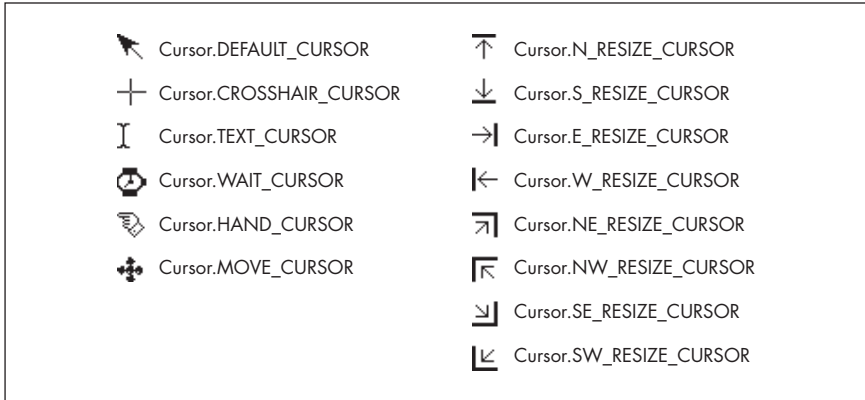 Cursor.DEFAULT_CURSOR
Cursor.CROSSHAIR_CURSOR
Cursor.TEXT_CURSOR
Cursor.WAIT_CURSOR
Cursor.HAND_CURSOR
Cursor.MOVE_CURSOR
Cursor.N_RESIZE_CURSOR
Cursor.S_RESIZE_CURSOR
Cursor.E_RESIZE_CURSOR
Cursor.W_RESIZE_CURSOR
Cursor.NE_RESIZE_CURSOR
Cursor.NW_RESIZE_CURSOR
Cursor.SE_RESIZE_CURSOR
Cursor.SW_RESIZE_CURSOR